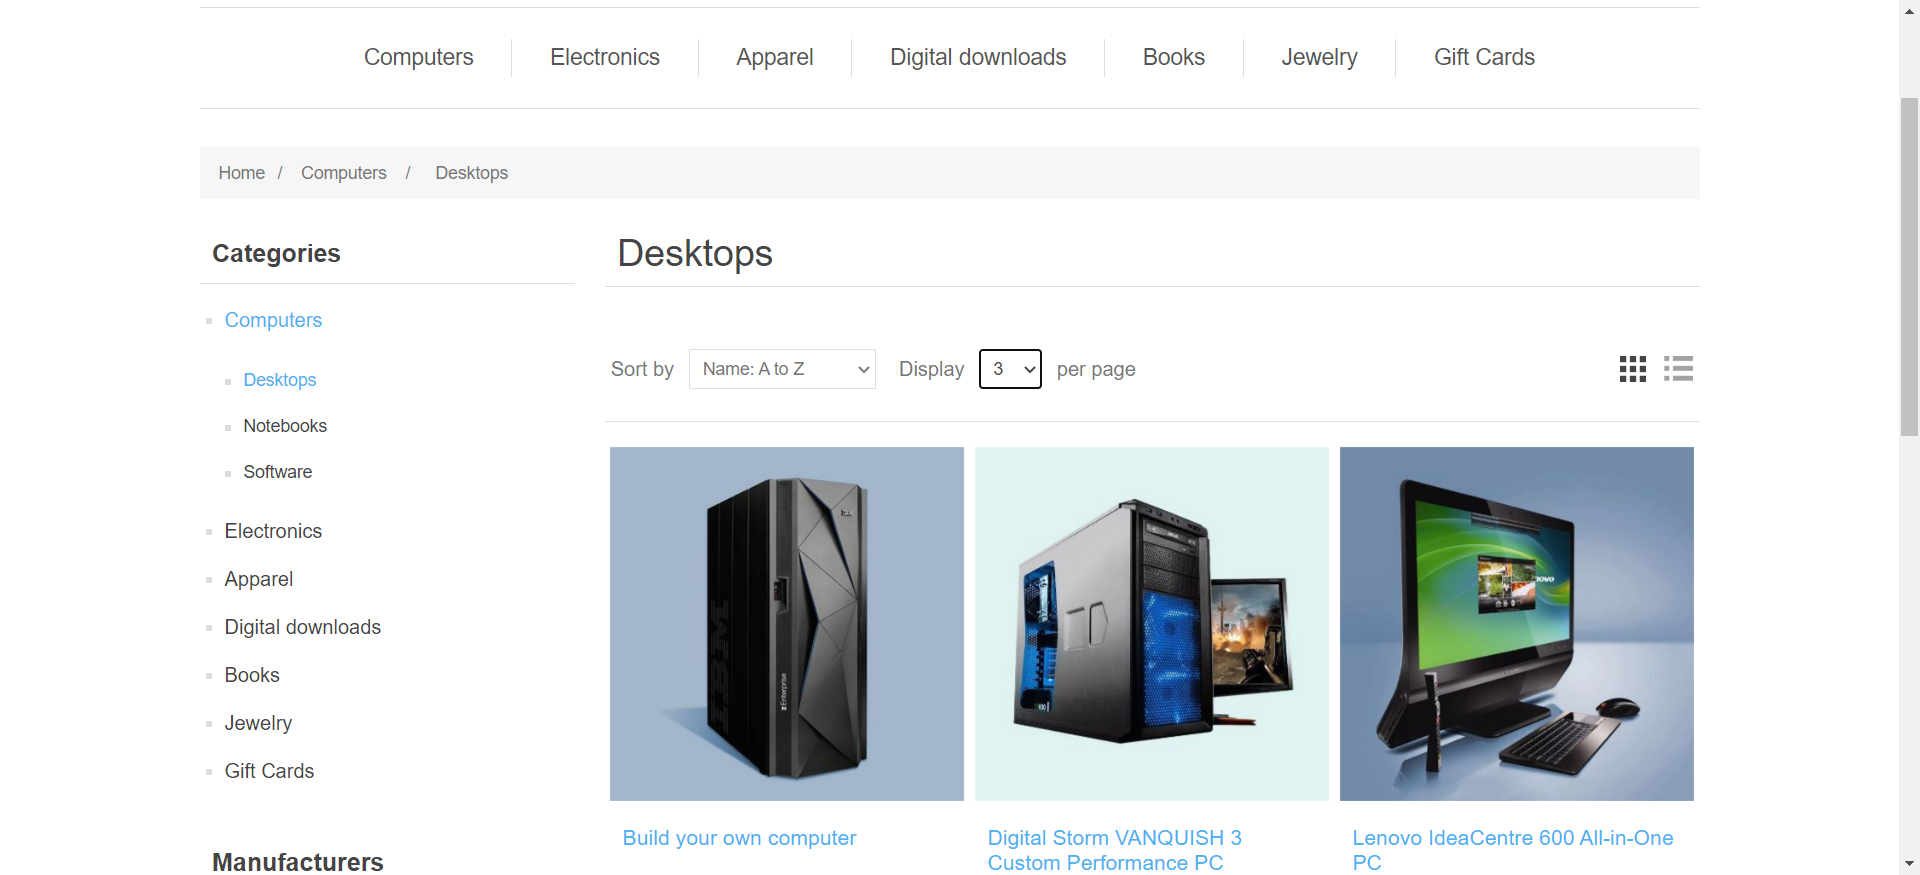 Computers
Electronics
Apparel
Digital downloads
Books
Jewelry
Gift Cards
Home / Computers / Desktops
Categories
Computers
Desktops
Notebooks
Software
Electronics
Apparel
Digital downloads
Books
Jewelry
Gift Cards
Manufacturers
Desktops
Sort by Name: A to Z Display 3 per page
IBM
IBM
zEnterprise
Build your own computer
Digital Storm VANQUISH 3
Custom Performance PC
Lenovo IdeaCentre 600 All-in-One
PC